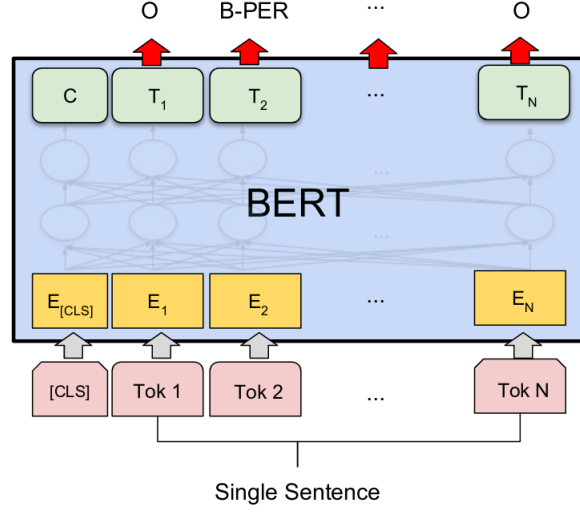 O B-PER ... O
C T1 T2 ... TN
...
BERT
...
E[CLS] E1 E2 ... EN
[CLS] Tok 1 Tok 2 ... Tok N
Single Sentence